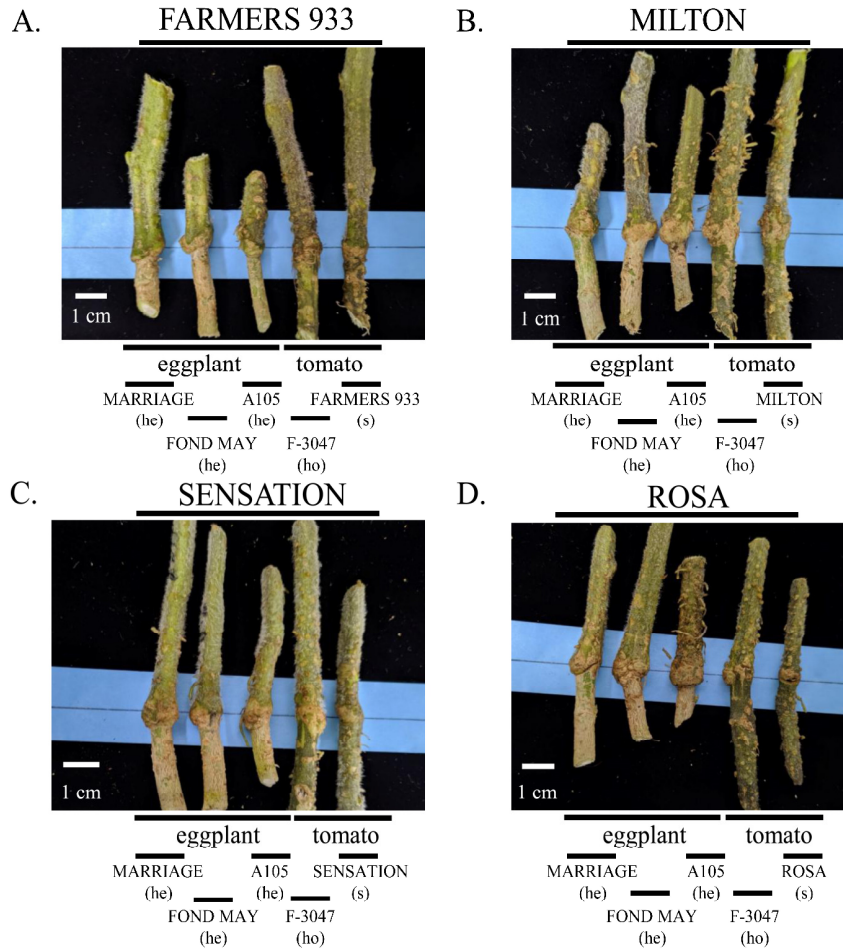 A.
FARMERS 933
1 cm
eggplant
tomato
MARRIAGE
(he)
FOND MAY
(he)
A105
(he)
F-3047
(ho)
FARMERS 933
(s)
B.
MILTON
1 cm
eggplant
tomato
MARRIAGE
(he)
FOND MAY
(he)
A105
(he)
F-3047
(ho)
MILTON
(s)
C.
SENSATION
1 cm
eggplant
tomato
MARRIAGE
(he)
FOND MAY
(he)
A105
(he)
F-3047
(ho)
SENSATION
(s)
D.
ROSA
1 cm
eggplant
tomato
MARRIAGE
(he)
FOND MAY
(he)
A105
(he)
F-3047
(ho)
ROSA
(s)